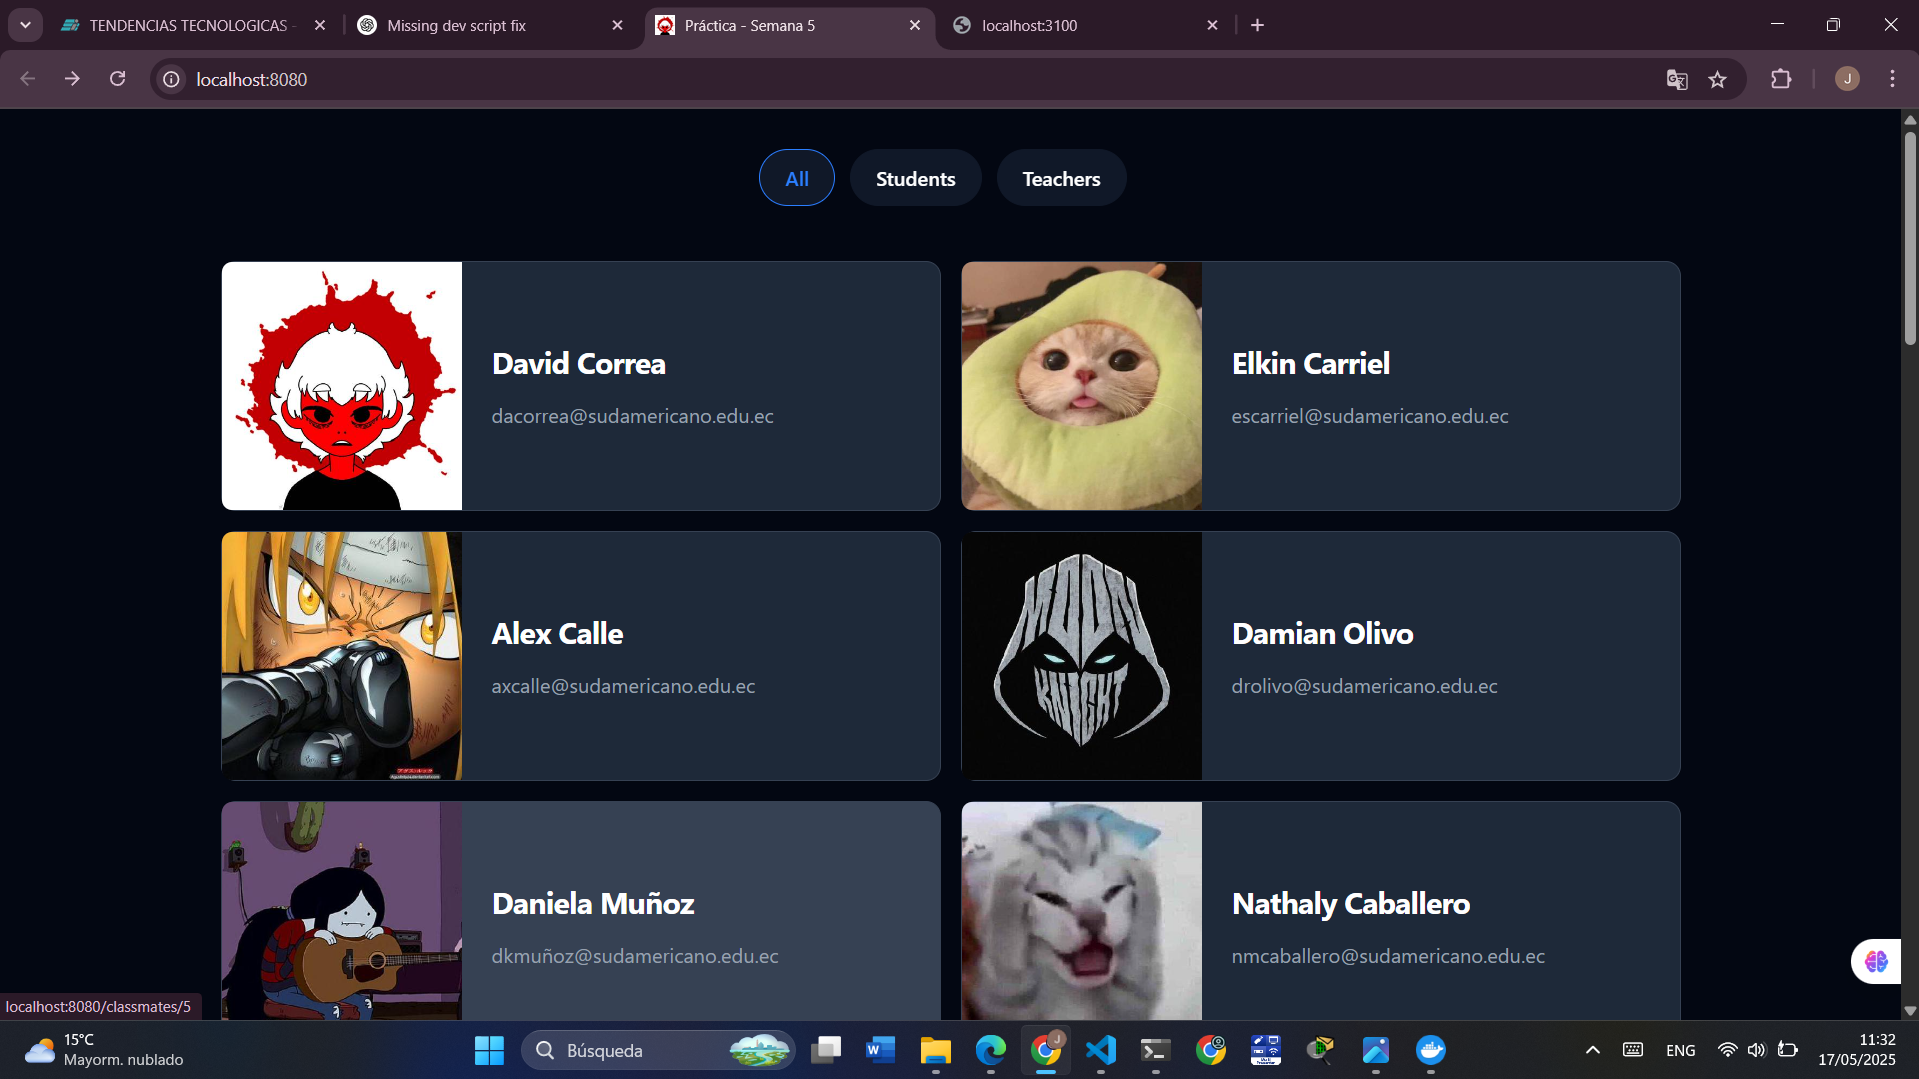 TENDENCIAS TECNOLOGICAS -
Missing dev script fix
Práctica - Semana 5
localhost:3100
localhost:8080
J
All
Students
Teachers
David Correa
dacorrea@sudamericano.edu.ec
Elkin Carriel
escarriel@sudamericano.edu.ec
Alex Calle
axcalle@sudamericano.edu.ec
MOON
KNIGHT
Damian Olivo
drolivo@sudamericano.edu.ec
Daniela Muñoz
dkmuñoz@sudamericano.edu.ec
Nathaly Caballero
nmcaballero@sudamericano.edu.ec
localhost:8080/classmates/5
15°C
Mayorm. nublado
Búsqueda
ENG
11:32
17/05/2025